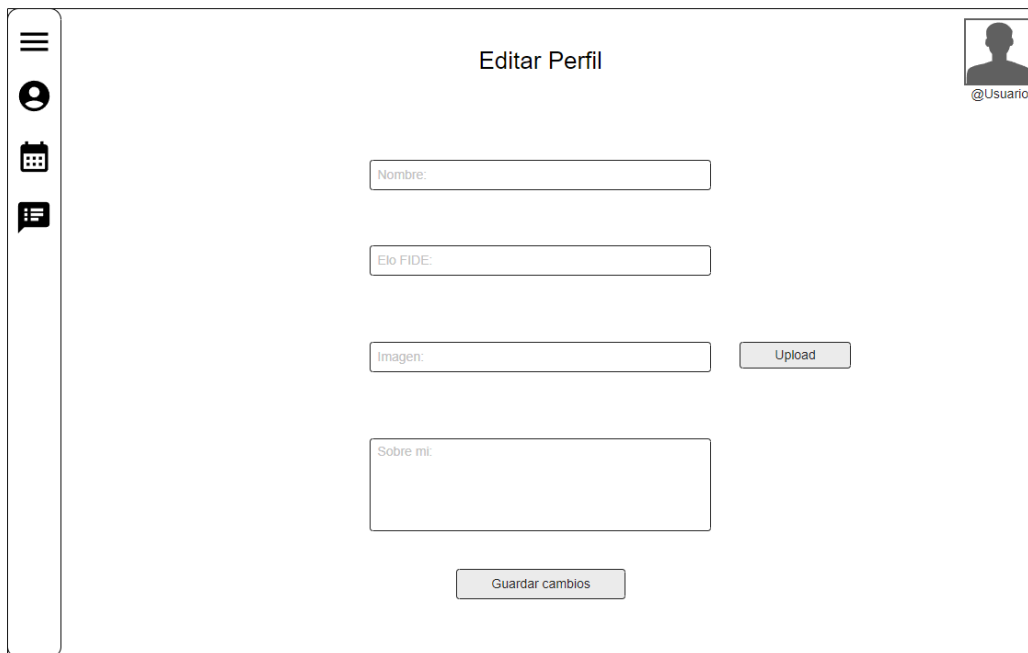 Editar Perfil
@Usuario
Nombre:
Elo FIDE:
Imagen:
Upload
Sobre mi:
Guardar cambios